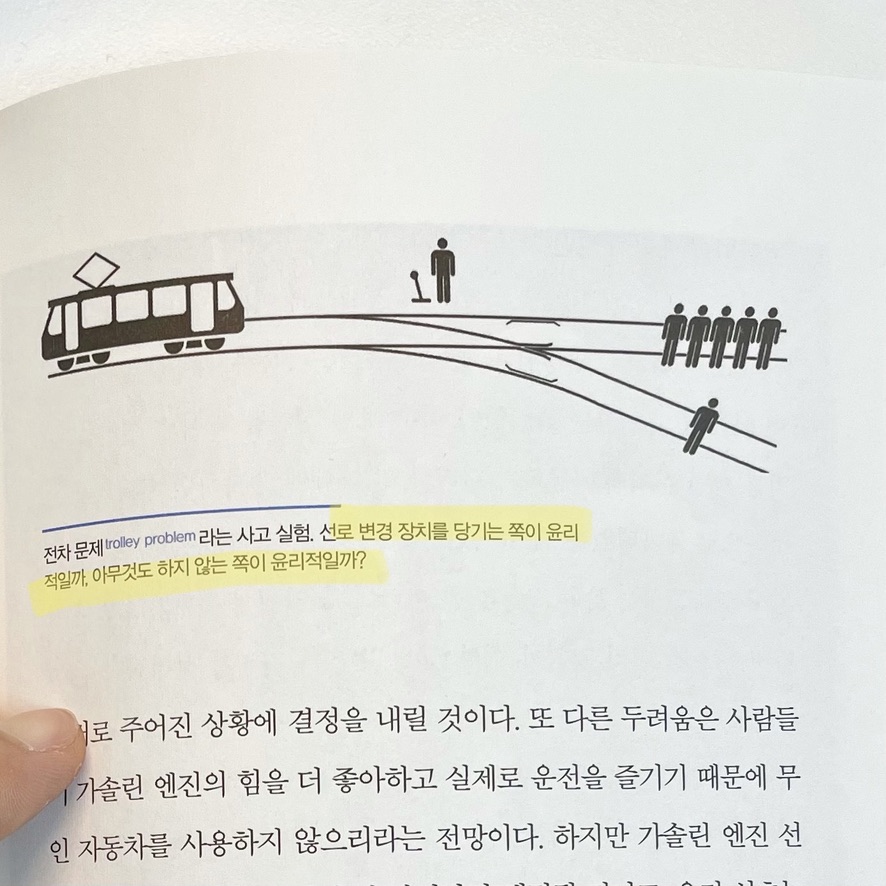 전차 문제trolley problem라는 사고 실험. 선로 변경 장치를 당기는 쪽이 윤리
적일까, 아무것도 하지 않는 쪽이 윤리적일까?
주어진 상황에 결정을 내릴 것이다. 또 다른 두려움은 사람들
가솔린 엔진의 힘을 더 좋아하고 실제로 운전을 즐기기 때문에 무
인 자동차를 사용하지 않으리라는 전망이다. 하지만 가솔린 엔진 선